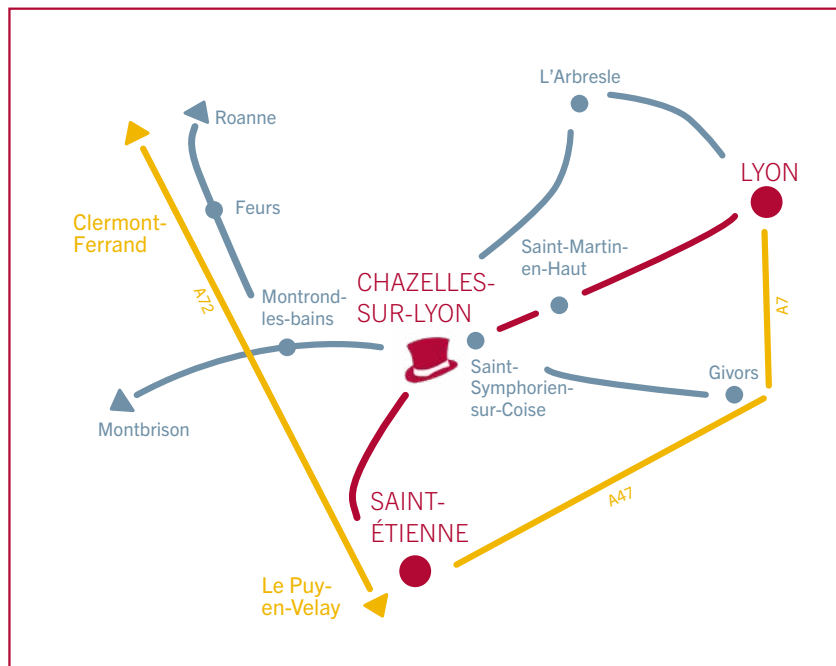 L'Arbresle
Roanne
LYON
Feurs
Clermont-
Ferrand
Saint-Martin-
en-Haut
CHAZELLES-
SUR-LYON
A72
Montrond-
les-bains
A7
Saint-
Symphorien-
sur-Coise
Givors
Montbrison
SAINT-
ÉTIENNE
A47
Le Puy-
en-Velay